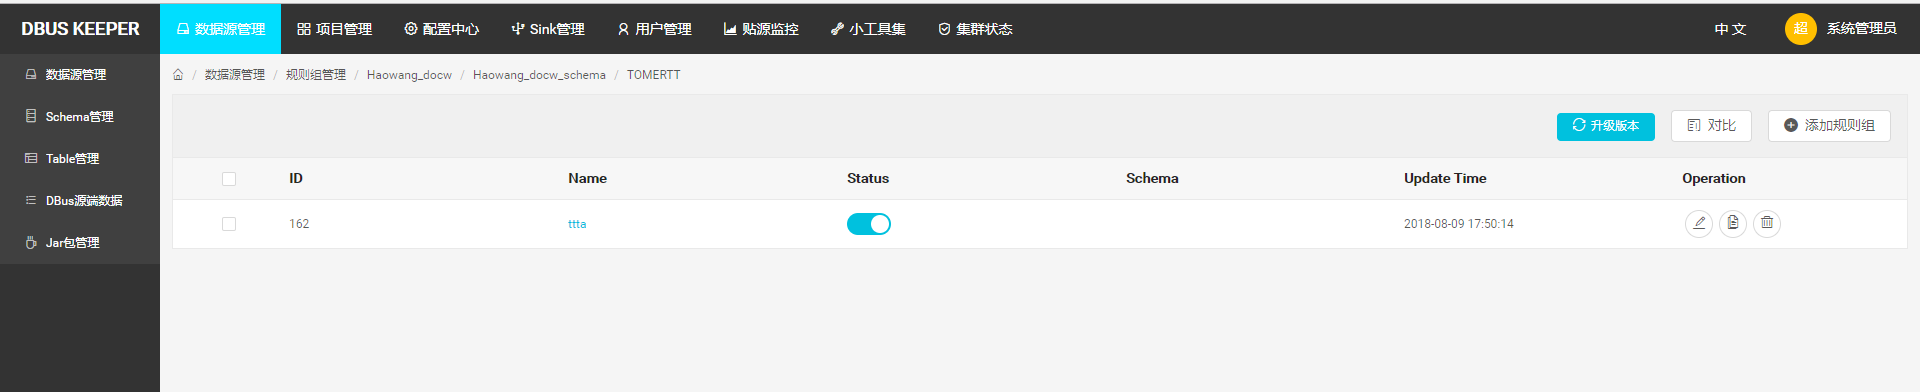 DBUS KEEPER 数据源管理 项目管理 配置中心 Sink管理 用户管理 贴源监控 小工具集 集群状态 中 文 超 系统管理员
数据源管理
Schema管理
Table管理
DBus源端数据
Jar包管理
/ 数据源管理 / 规则组管理 / Haowang_docw / Haowang_docw_schema / TOMERTT
升级版本 对比 添加规则组
ID Name Status Schema Update Time Operation
162 ttta 2018-08-09 17:50:14